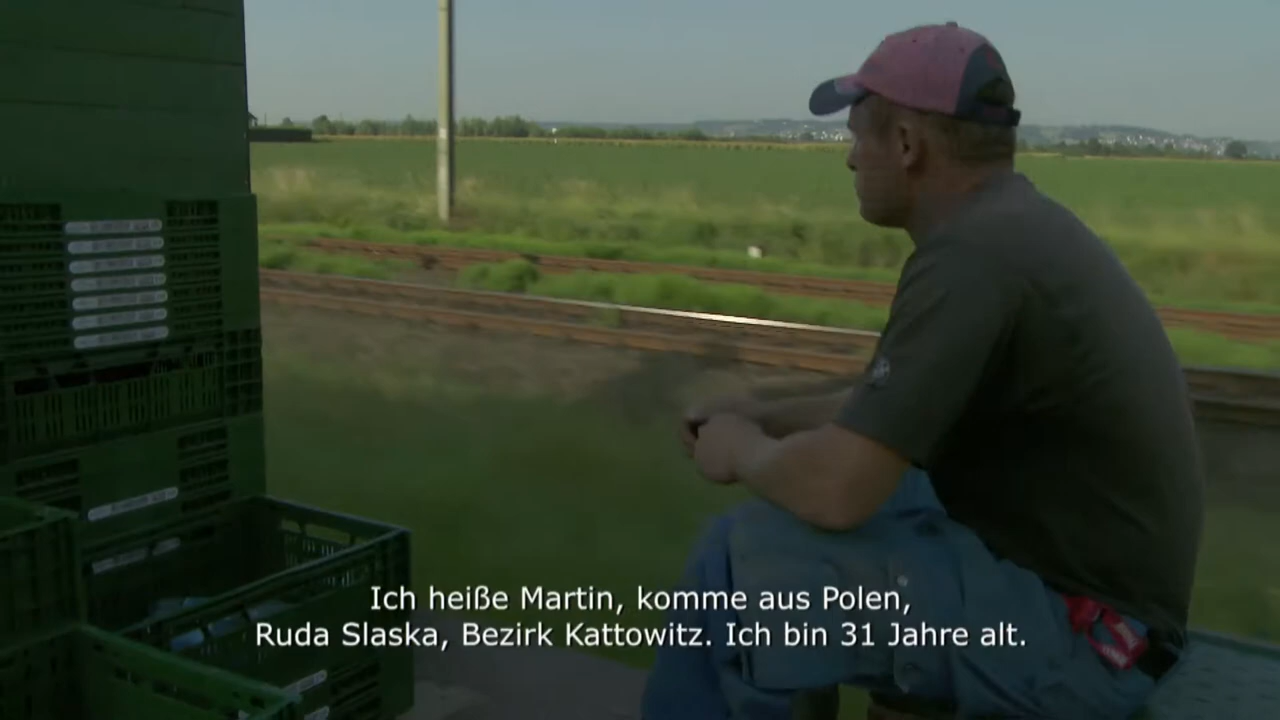 Ich heiße Martin, komme aus Polen,
Ruda Slaska, Bezirk Kattowitz. Ich bin 31 Jahre alt.